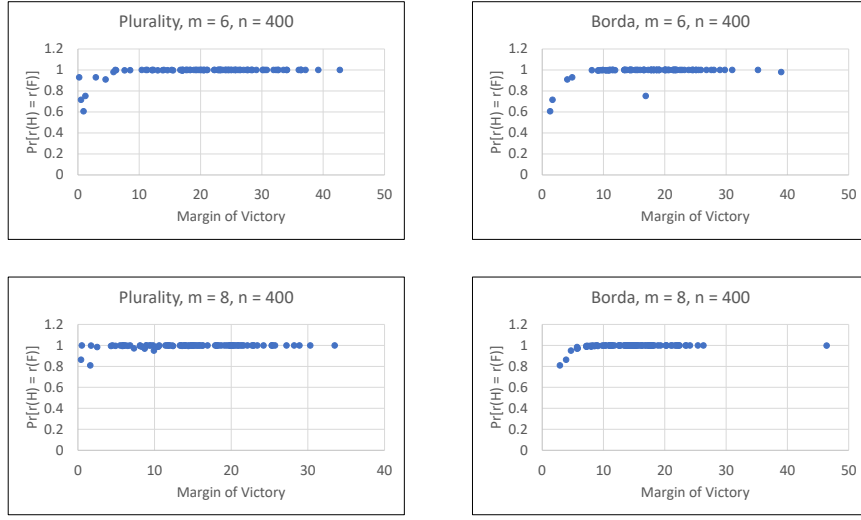 Plurality, m = 6, n = 400
1.2
1
0.8
0.6
0.4
0.2
0
Pr[r(H) = r(F)]
0 10 20 30 40 50
Margin of Victory
Borda, m = 6, n = 400
1.2
1
0.8
0.6
0.4
0.2
0
Pr[r(H) = r(F)]
0 10 20 30 40 50
Margin of Victory
Plurality, m = 8, n = 400
1.2
1
0.8
0.6
0.4
0.2
0
Pr[r(H) = r(F)]
0 10 20 30 40
Margin of Victory
Borda, m = 8, n = 400
1.2
1
0.8
0.6
0.4
0.2
0
Pr[r(H) = r(F)]
0 10 20 30 40 50
Margin of Victory